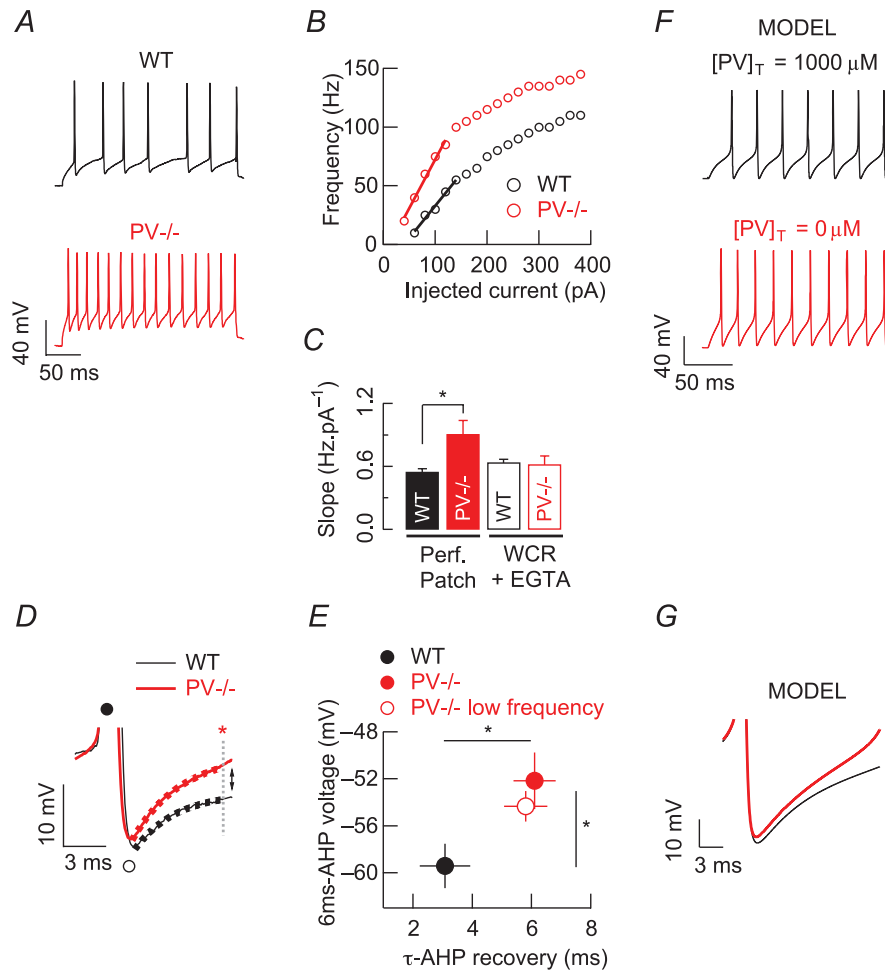 A
WT
PV-/-
40 mV
50 ms
B
Frequency (Hz)
150
100
50
0
WT
PV-/-
0 100 200 300 400
Injected current (pA)
C
Slope (Hz.pA⁻¹)
1.2
0.6
0.0
*
WT
PV-/-
WT
PV-/-
Perf.
Patch
WCR
+ EGTA
F
MODEL
[PV]T = 1000 µM
[PV]T = 0 µM
40 mV
50 ms
D
WT
PV-/-
*
10 mV
3 ms
E
WT
PV-/-
PV-/- low frequency
6ms-AHP voltage (mV)
–48
–52
–56
–60
*
*
2 4 6 8
τ-AHP recovery (ms)
G
MODEL
10 mV
3 ms